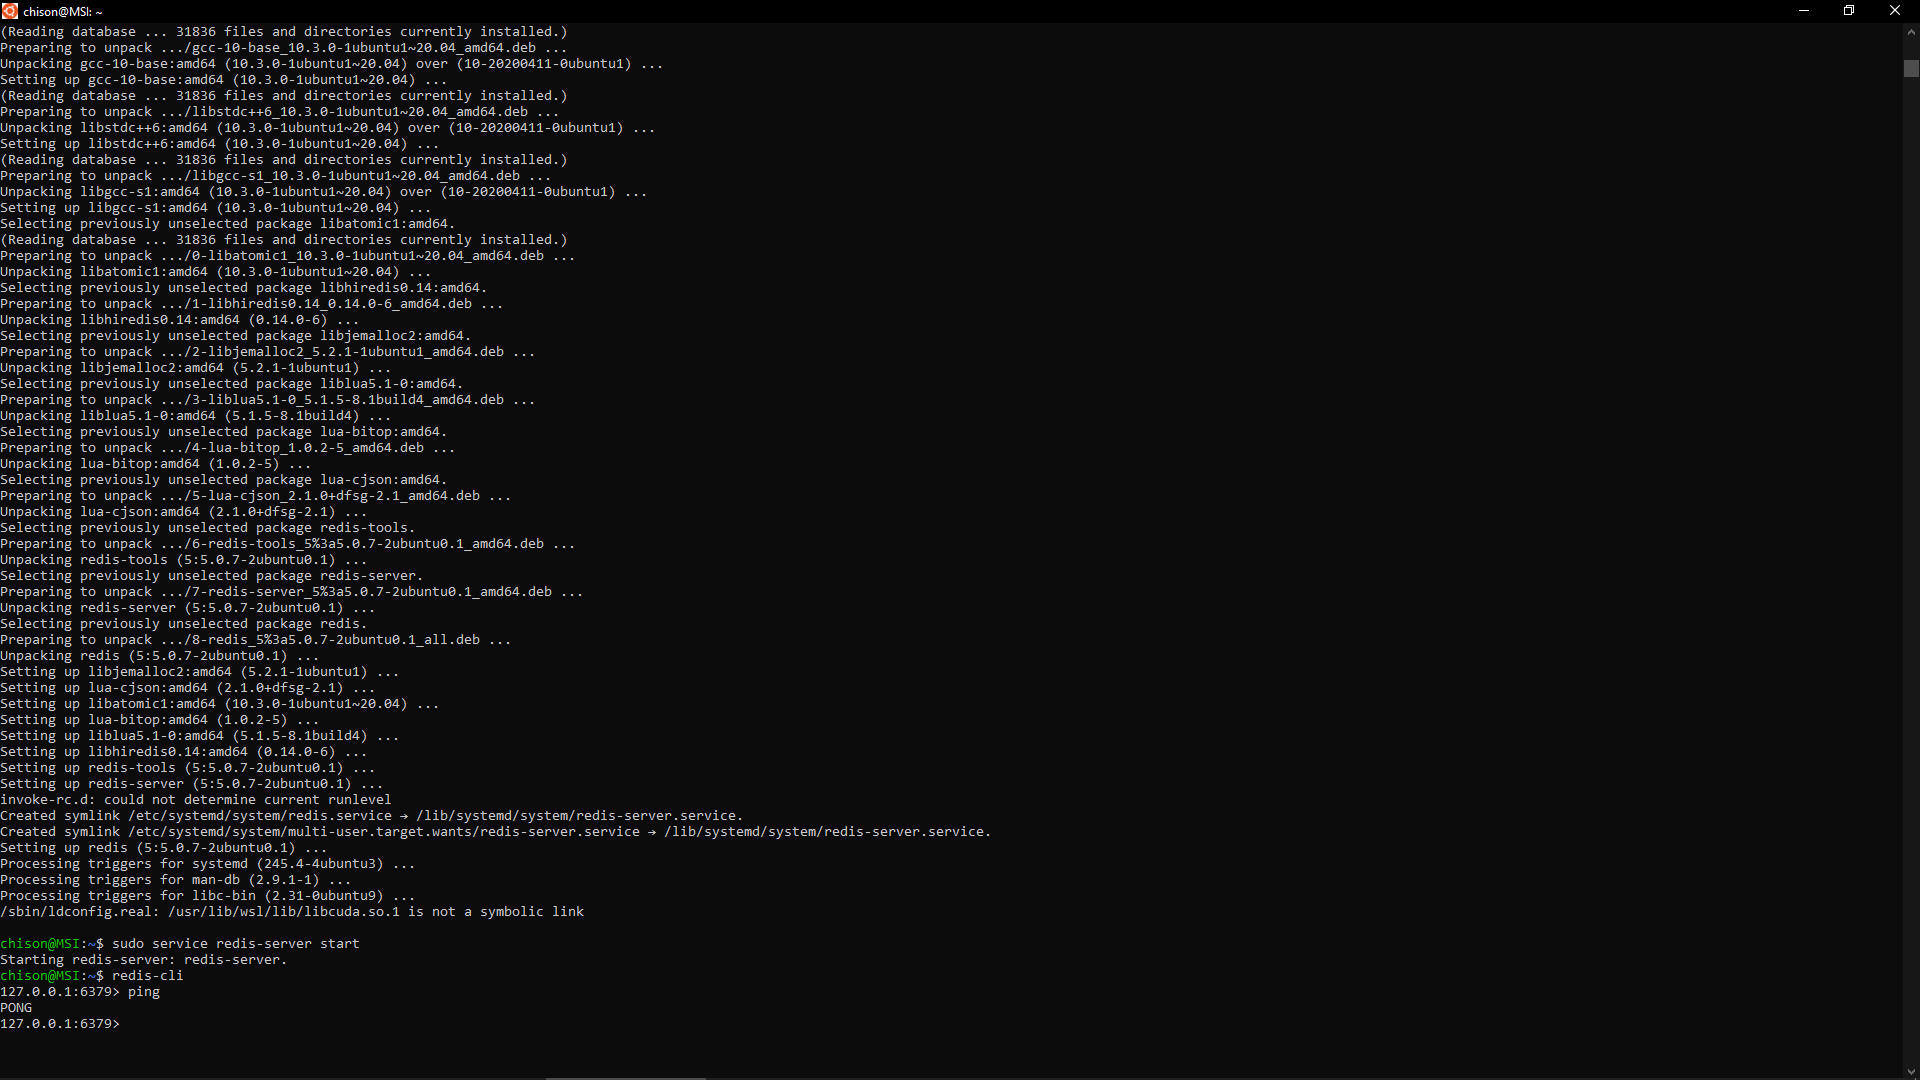 chison@MSI: ~
(Reading database ... 31836 files and directories currently installed.)
Preparing to unpack .../gcc-10-base_10.3.0-1ubuntu1~20.04_amd64.deb ...
Unpacking gcc-10-base:amd64 (10.3.0-1ubuntu1~20.04) over (10-20200411-0ubuntu1) ...
Setting up gcc-10-base:amd64 (10.3.0-1ubuntu1~20.04) ...
(Reading database ... 31836 files and directories currently installed.)
Preparing to unpack .../libstdc++6_10.3.0-1ubuntu1~20.04_amd64.deb ...
Unpacking libstdc++6:amd64 (10.3.0-1ubuntu1~20.04) over (10-20200411-0ubuntu1) ...
Setting up libstdc++6:amd64 (10.3.0-1ubuntu1~20.04) ...
(Reading database ... 31836 files and directories currently installed.)
Preparing to unpack .../libgcc-s1_10.3.0-1ubuntu1~20.04_amd64.deb ...
Unpacking libgcc-s1:amd64 (10.3.0-1ubuntu1~20.04) over (10-20200411-0ubuntu1) ...
Setting up libgcc-s1:amd64 (10.3.0-1ubuntu1~20.04) ...
Selecting previously unselected package libatomic1:amd64.
(Reading database ... 31836 files and directories currently installed.)
Preparing to unpack .../0-libatomic1_10.3.0-1ubuntu1~20.04_amd64.deb ...
Unpacking libatomic1:amd64 (10.3.0-1ubuntu1~20.04) ...
Selecting previously unselected package libhiredis0.14:amd64.
Preparing to unpack .../1-libhiredis0.14_0.14.0-6_amd64.deb ...
Unpacking libhiredis0.14:amd64 (0.14.0-6) ...
Selecting previously unselected package libjemalloc2:amd64.
Preparing to unpack .../2-libjemalloc2_5.2.1-1ubuntu1_amd64.deb ...
Unpacking libjemalloc2:amd64 (5.2.1-1ubuntu1) ...
Selecting previously unselected package liblua5.1-0:amd64.
Preparing to unpack .../3-liblua5.1-0_5.1.5-8.1build4_amd64.deb ...
Unpacking liblua5.1-0:amd64 (5.1.5-8.1build4) ...
Selecting previously unselected package lua-bitop:amd64.
Preparing to unpack .../4-lua-bitop_1.0.2-5_amd64.deb ...
Unpacking lua-bitop:amd64 (1.0.2-5) ...
Selecting previously unselected package lua-cjson:amd64.
Preparing to unpack .../5-lua-cjson_2.1.0+dfsg-2.1_amd64.deb ...
Unpacking lua-cjson:amd64 (2.1.0+dfsg-2.1) ...
Selecting previously unselected package redis-tools.
Preparing to unpack .../6-redis-tools_5%3a5.0.7-2ubuntu0.1_amd64.deb ...
Unpacking redis-tools (5:5.0.7-2ubuntu0.1) ...
Selecting previously unselected package redis-server.
Preparing to unpack .../7-redis-server_5%3a5.0.7-2ubuntu0.1_amd64.deb ...
Unpacking redis-server (5:5.0.7-2ubuntu0.1) ...
Selecting previously unselected package redis.
Preparing to unpack .../8-redis_5%3a5.0.7-2ubuntu0.1_all.deb ...
Unpacking redis (5:5.0.7-2ubuntu0.1) ...
Setting up libjemalloc2:amd64 (5.2.1-1ubuntu1) ...
Setting up lua-cjson:amd64 (2.1.0+dfsg-2.1) ...
Setting up libatomic1:amd64 (10.3.0-1ubuntu1~20.04) ...
Setting up lua-bitop:amd64 (1.0.2-5) ...
Setting up liblua5.1-0:amd64 (5.1.5-8.1build4) ...
Setting up libhiredis0.14:amd64 (0.14.0-6) ...
Setting up redis-tools (5:5.0.7-2ubuntu0.1) ...
Setting up redis-server (5:5.0.7-2ubuntu0.1) ...
invoke-rc.d: could not determine current runlevel
Created symlink /etc/systemd/system/redis.service → /lib/systemd/system/redis-server.service.
Created symlink /etc/systemd/system/multi-user.target.wants/redis-server.service → /lib/systemd/system/redis-server.service.
Setting up redis (5:5.0.7-2ubuntu0.1) ...
Processing triggers for systemd (245.4-4ubuntu3) ...
Processing triggers for man-db (2.9.1-1) ...
Processing triggers for libc-bin (2.31-0ubuntu9) ...
/sbin/ldconfig.real: /usr/lib/wsl/lib/libcuda.so.1 is not a symbolic link
chison@MSI:~$ sudo service redis-server start
Starting redis-server: redis-server.
chison@MSI:~$ redis-cli
127.0.0.1:6379> ping
PONG
127.0.0.1:6379>